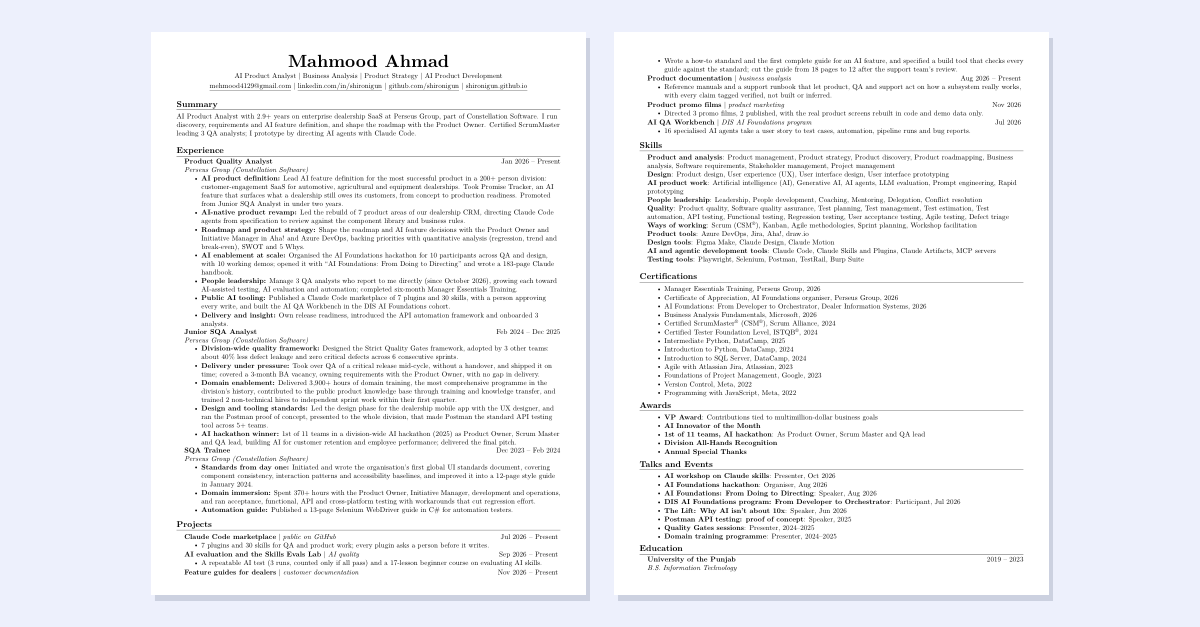 Mahmood Ahmad
AI Product Analyst | Business Analysis | Product Strategy | AI Product Development
mehmood4129@gmail.com | linkedin.com/in/shironigun | github.com/shironigun | shironigun.github.io
Summary
AI Product Analyst with 2.9+ years on enterprise dealership SaaS at Perseus Group, part of Constellation Software. I run
discovery, requirements and AI feature definition, and shape the roadmap with the Product Owner. Certified ScrumMaster
leading 3 QA analysts; I prototype by directing AI agents with Claude Code.
Experience
Product Quality Analyst Jan 2026 – Present
Perseus Group (Constellation Software)
• AI product definition: Lead AI feature definition for the most successful product in a 200+ person division:
customer-engagement SaaS for automotive, agricultural and equipment dealerships. Took Promise Tracker, an AI
feature that surfaces what a dealership still owes its customers, from concept to production readiness. Promoted
from Junior SQA Analyst in under two years.
• AI-native product revamp: Led the rebuild of 7 product areas of our dealership CRM, directing Claude Code
agents from specification to review against the component library and business rules.
• Roadmap and product strategy: Shape the roadmap and AI feature decisions with the Product Owner and
Initiative Manager in Aha! and Azure DevOps, backing priorities with quantitative analysis (regression, trend and
break-even), SWOT and 5 Whys.
• AI enablement at scale: Organised the AI Foundations hackathon for 10 participants across QA and design,
with 10 working demos; opened it with “AI Foundations: From Doing to Directing” and wrote a 183-page Claude
handbook.
• People leadership: Manage 3 QA analysts who report to me directly (since October 2026), growing each toward
AI-assisted testing, AI evaluation and automation; completed six-month Manager Essentials Training.
• Public AI tooling: Published a Claude Code marketplace of 7 plugins and 30 skills, with a person approving
every write, and built the AI QA Workbench in the DIS AI Foundations cohort.
• Delivery and insight: Own release readiness, introduced the API automation framework and onboarded 3
analysts.
Junior SQA Analyst Feb 2024 – Dec 2025
Perseus Group (Constellation Software)
• Division-wide quality framework: Designed the Strict Quality Gates framework, adopted by 3 other teams:
about 40% less defect leakage and zero critical defects across 6 consecutive sprints.
• Delivery under pressure: Took over QA of a critical release mid-cycle, without a handover, and shipped it on
time; covered a 3-month BA vacancy, owning requirements with the Product Owner, with no gap in delivery.
• Domain enablement: Delivered 3,900+ hours of domain training, the most comprehensive programme in the
division’s history, contributed to the public product knowledge base through training and knowledge transfer, and
trained 2 non-technical hires to independent sprint work within their first quarter.
• Design and tooling standards: Led the design phase for the dealership mobile app with the UX designer, and
ran the Postman proof of concept, presented to the whole division, that made Postman the standard API testing
tool across 5+ teams.
• AI hackathon winner: 1st of 11 teams in a division-wide AI hackathon (2025) as Product Owner, Scrum Master
and QA lead, building AI for customer retention and employee performance; delivered the final pitch.
SQA Trainee Dec 2023 – Feb 2024
Perseus Group (Constellation Software)
• Standards from day one: Initiated and wrote the organisation’s first global UI standards document, covering
component consistency, interaction patterns and accessibility baselines, and improved it into a 12-page style guide
in January 2024.
• Domain immersion: Spent 370+ hours with the Product Owner, Initiative Manager, development and operations,
and ran acceptance, functional, API and cross-platform testing with workarounds that cut regression effort.
• Automation guide: Published a 13-page Selenium WebDriver guide in C# for automation testers.
Projects
Claude Code marketplace | public on GitHub Jul 2026 – Present
• 7 plugins and 30 skills for QA and product work; every plugin asks a person before it writes.
AI evaluation and the Skills Evals Lab | AI quality Sep 2026 – Present
• A repeatable AI test (3 runs, counted only if all pass) and a 17-lesson beginner course on evaluating AI skills.
Feature guides for dealers | customer documentation Nov 2026 – Present
• Wrote a how-to standard and the first complete guide for an AI feature, and specified a build tool that checks every
guide against the standard; cut the guide from 18 pages to 12 after the support team’s review.
Product documentation | business analysis Aug 2026 – Present
• Reference manuals and a support runbook that let product, QA and support act on how a subsystem really works,
with every claim tagged verified, not built or inferred.
Product promo films | product marketing Nov 2026
• Directed 3 promo films, 2 published, with the real product screens rebuilt in code and demo data only.
AI QA Workbench | DIS AI Foundations program Jul 2026
• 16 specialised AI agents take a user story to test cases, automation, pipeline runs and bug reports.
Skills
Product and analysis: Product management, Product strategy, Product discovery, Product roadmapping, Business
analysis, Software requirements, Stakeholder management, Project management
Design: Product design, User experience (UX), User interface design, User interface prototyping
AI product work: Artificial intelligence (AI), Generative AI, AI agents, LLM evaluation, Prompt engineering, Rapid
prototyping
People leadership: Leadership, People development, Coaching, Mentoring, Delegation, Conflict resolution
Quality: Product quality, Software quality assurance, Test planning, Test management, Test estimation, Test
automation, API testing, Functional testing, Regression testing, User acceptance testing, Agile testing, Defect triage
Ways of working: Scrum (CSM), Kanban, Agile methodologies, Sprint planning, Workshop facilitation
Product tools: Azure DevOps, Jira, Aha!, draw.io
Design tools: Figma Make, Claude Design, Claude Motion
AI and agentic development tools: Claude Code, Claude Skills and Plugins, Claude Artifacts, MCP servers
Testing tools: Playwright, Selenium, Postman, TestRail, Burp Suite
Certifications
• Manager Essentials Training, Perseus Group, 2026
• Certificate of Appreciation, AI Foundations organiser, Perseus Group, 2026
• AI Foundations: From Developer to Orchestrator, Dealer Information Systems, 2026
• Business Analysis Fundamentals, Microsoft, 2026
• Certified ScrumMaster® (CSM®), Scrum Alliance, 2024
• Certified Tester Foundation Level, ISTQB®, 2024
• Intermediate Python, DataCamp, 2025
• Introduction to Python, DataCamp, 2024
• Introduction to SQL Server, DataCamp, 2024
• Agile with Atlassian Jira, Atlassian, 2023
• Foundations of Project Management, Google, 2023
• Version Control, Meta, 2022
• Programming with JavaScript, Meta, 2022
Awards
• VP Award: Contributions tied to multimillion-dollar business goals
• AI Innovator of the Month
• 1st of 11 teams, AI hackathon: As Product Owner, Scrum Master and QA lead
• Division All-Hands Recognition
• Annual Special Thanks
Talks and Events
• AI workshop on Claude skills: Presenter, Oct 2026
• AI Foundations hackathon: Organiser, Aug 2026
• AI Foundations: From Doing to Directing: Speaker, Aug 2026
• DIS AI Foundations program: From Developer to Orchestrator: Participant, Jul 2026
• The Lift: Why AI isn’t about 10x: Speaker, Jun 2026
• Postman API testing: proof of concept: Speaker, 2025
• Quality Gates sessions: Presenter, 2024–2025
• Domain training programme: Presenter, 2024–2025
Education
University of the Punjab 2019 – 2023
B.S. Information Technology